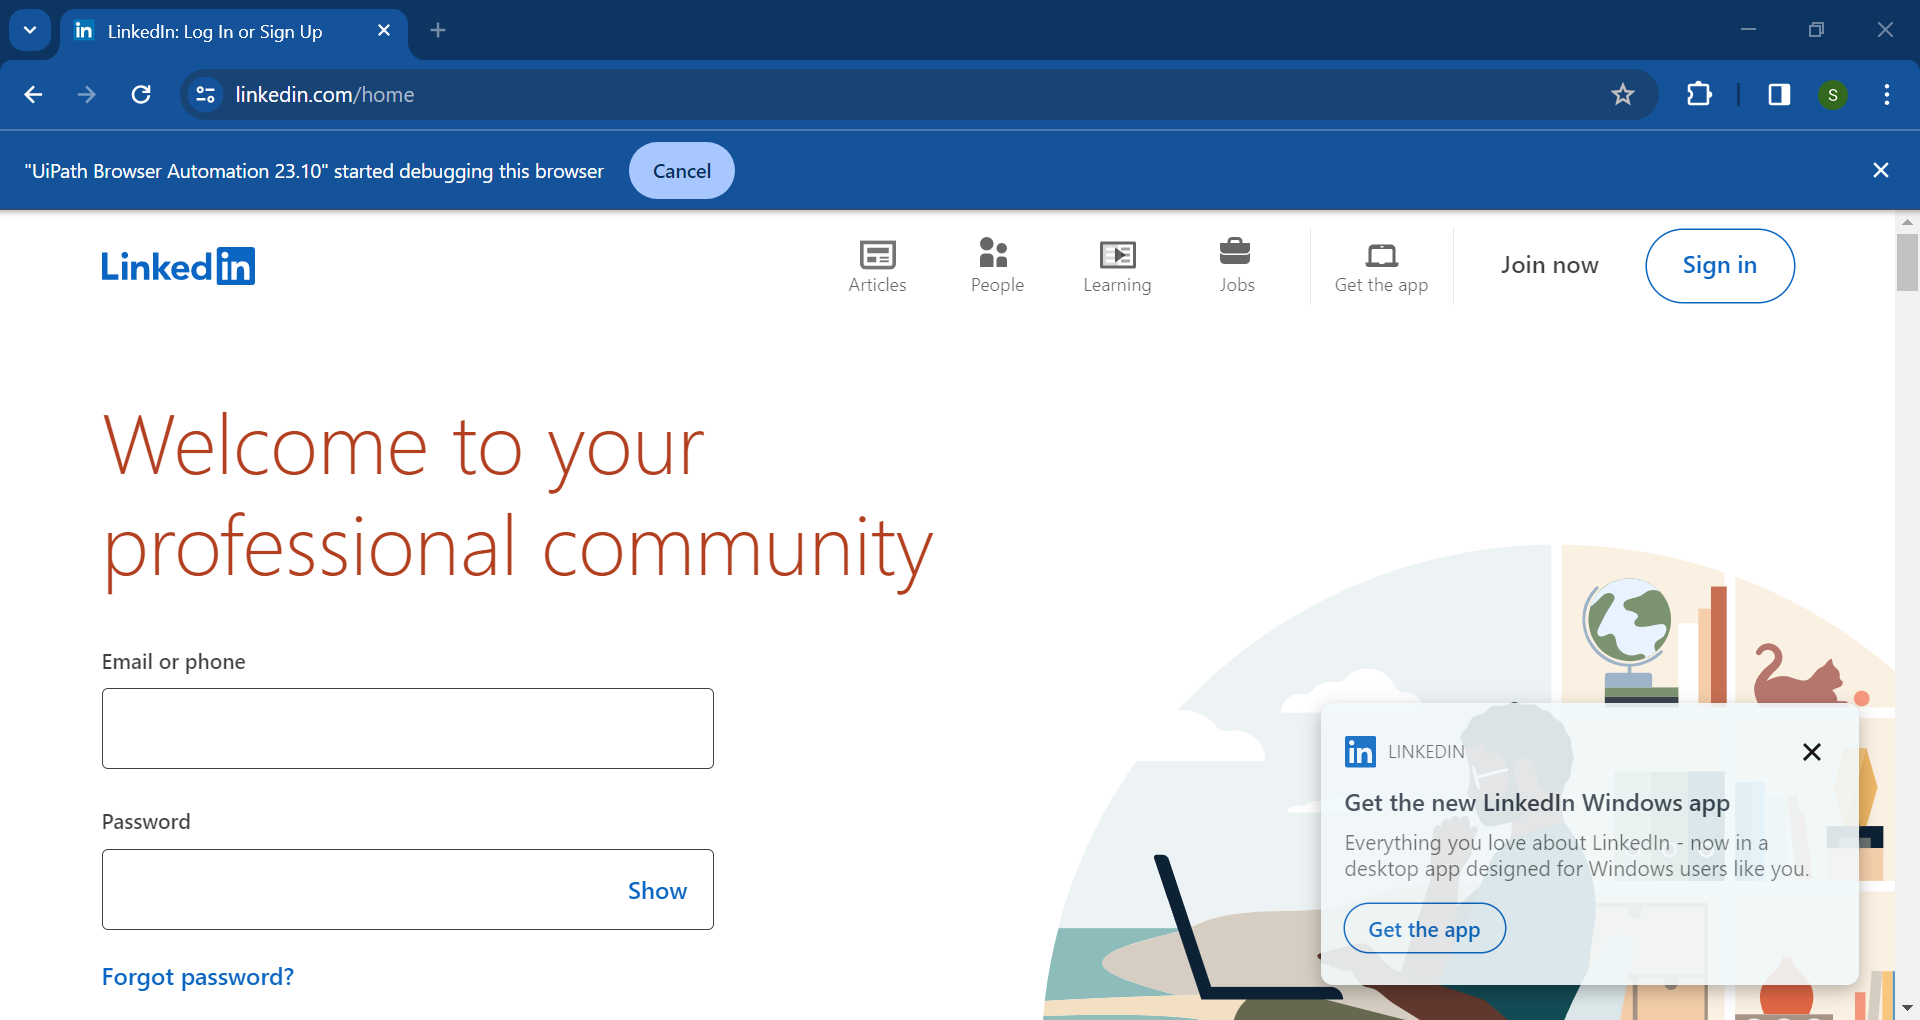 LinkedIn: Log In or Sign Up
linkedin.com/home
S
"UiPath Browser Automation 23.10" started debugging this browser
Cancel
LinkedIn
Articles
People
Learning
Jobs
Get the app
Join now
Sign in
Welcome to your
professional community
Email or phone
Password
Show
Forgot password?
in LINKEDIN
Get the new LinkedIn Windows app
Everything you love about LinkedIn - now in a
desktop app designed for Windows users like you.
Get the app